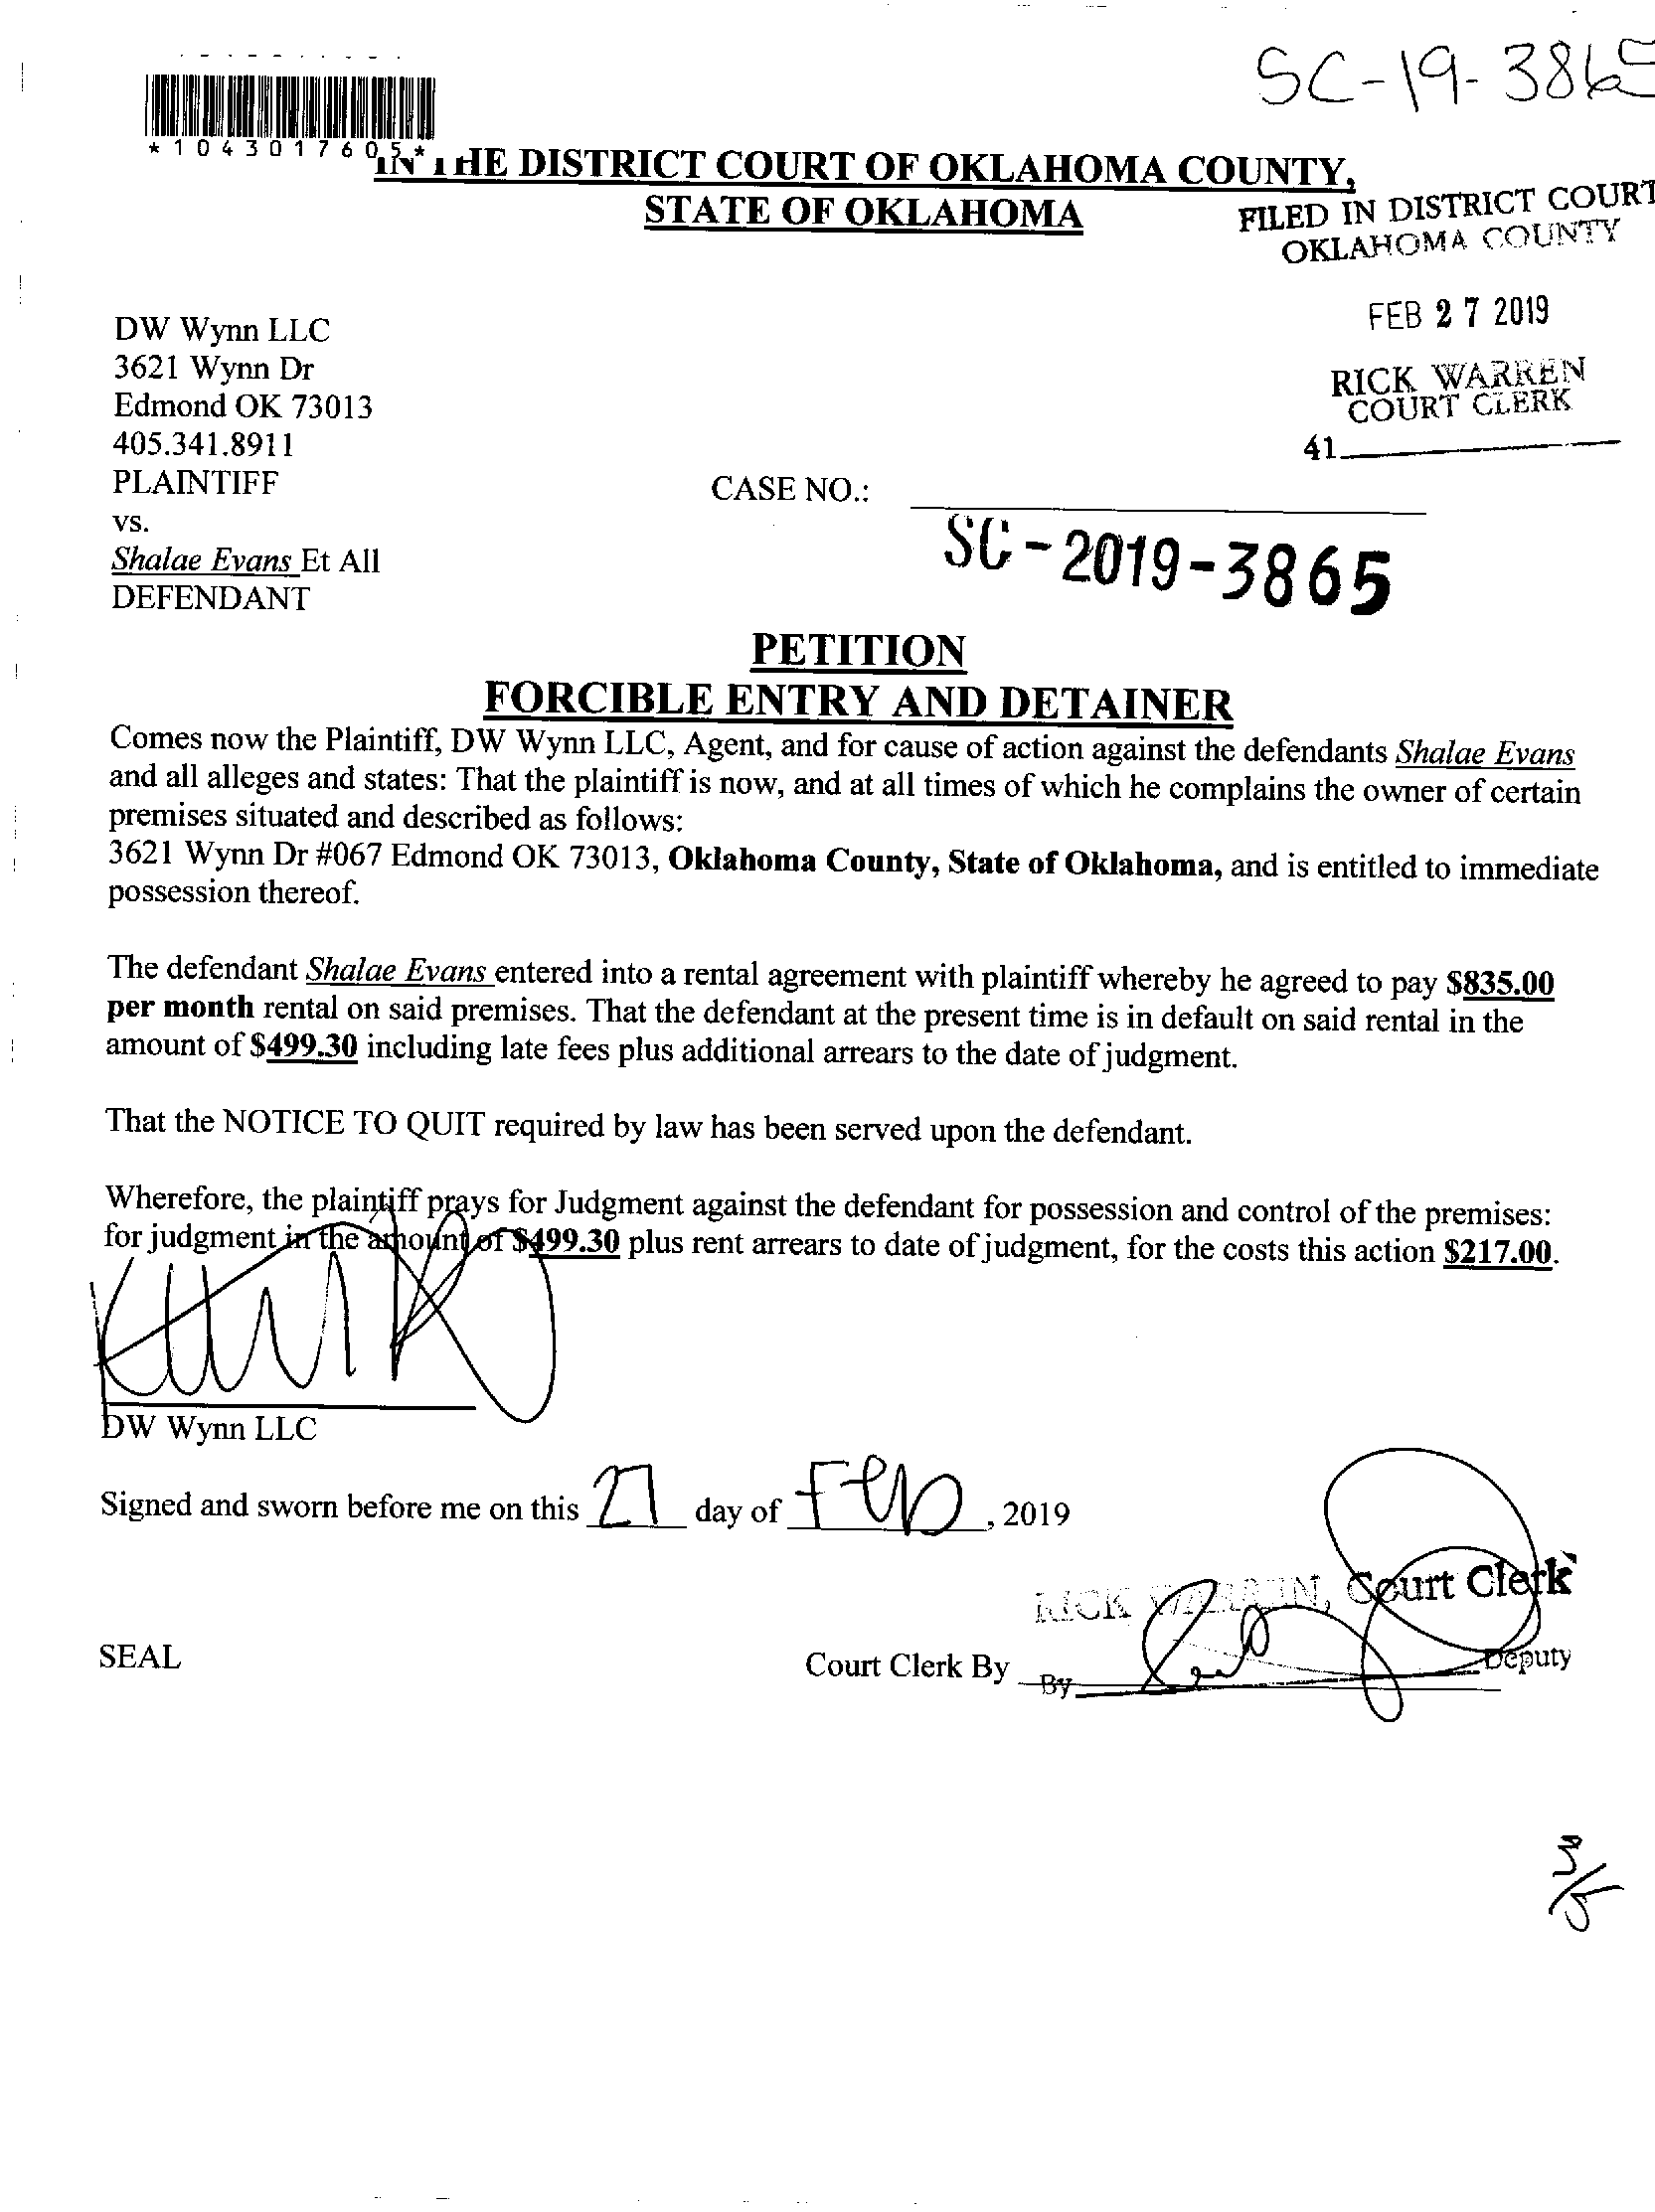 SC-19-3865
*1043017605*
IN THE DISTRICT COURT OF OKLAHOMA COUNTY,
STATE OF OKLAHOMA
FILED IN DISTRICT COURT
OKLAHOMA COUNTY
FEB 27 2019
RICK WARREN
COURT CLERK
41
DW Wynn LLC
3621 Wynn Dr
Edmond OK 73013
405.341.8911
PLAINTIFF
CASE NO.:
vs.
SC-2019-3865
Shalae Evans Et All
DEFENDANT
PETITION
FORCIBLE ENTRY AND DETAINER
Comes now the Plaintiff, DW Wynn LLC, Agent, and for cause of action against the defendants Shalae Evans
and all alleges and states: That the plaintiff is now, and at all times of which he complains the owner of certain
premises situated and described as follows:
3621 Wynn Dr #067 Edmond OK 73013, Oklahoma County, State of Oklahoma, and is entitled to immediate
possession thereof.
The defendant Shalae Evans entered into a rental agreement with plaintiff whereby he agreed to pay $835.00
per month rental on said premises. That the defendant at the present time is in default on said rental in the
amount of $499.30 including late fees plus additional arrears to the date of judgment.
That the NOTICE TO QUIT required by law has been served upon the defendant.
Wherefore, the plaintiff prays for Judgment against the defendant for possession and control of the premises:
for judgment in the amount of $499.30 plus rent arrears to date of judgment, for the costs this action $217.00.
DW Wynn LLC
Signed and sworn before me on this 27 day of Feb, 2019
RICK WARREN, Court Clerk
SEAL
Court Clerk By By Deputy
3/5